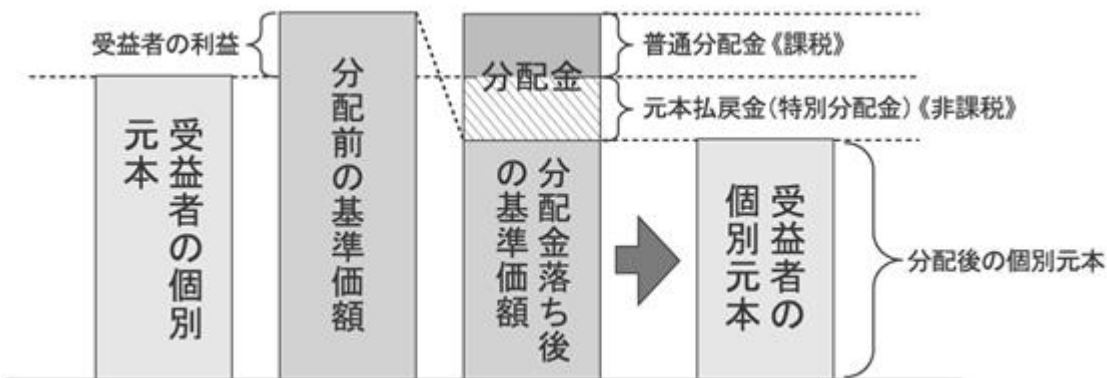 受益者の利益
受益者の個別
元本
分配前の基準価額
分配金
分配金落ち後
の基準価額
普通分配金《課税》
元本払戻金(特別分配金)《非課税》
受益者の
個別元本
分配後の個別元本